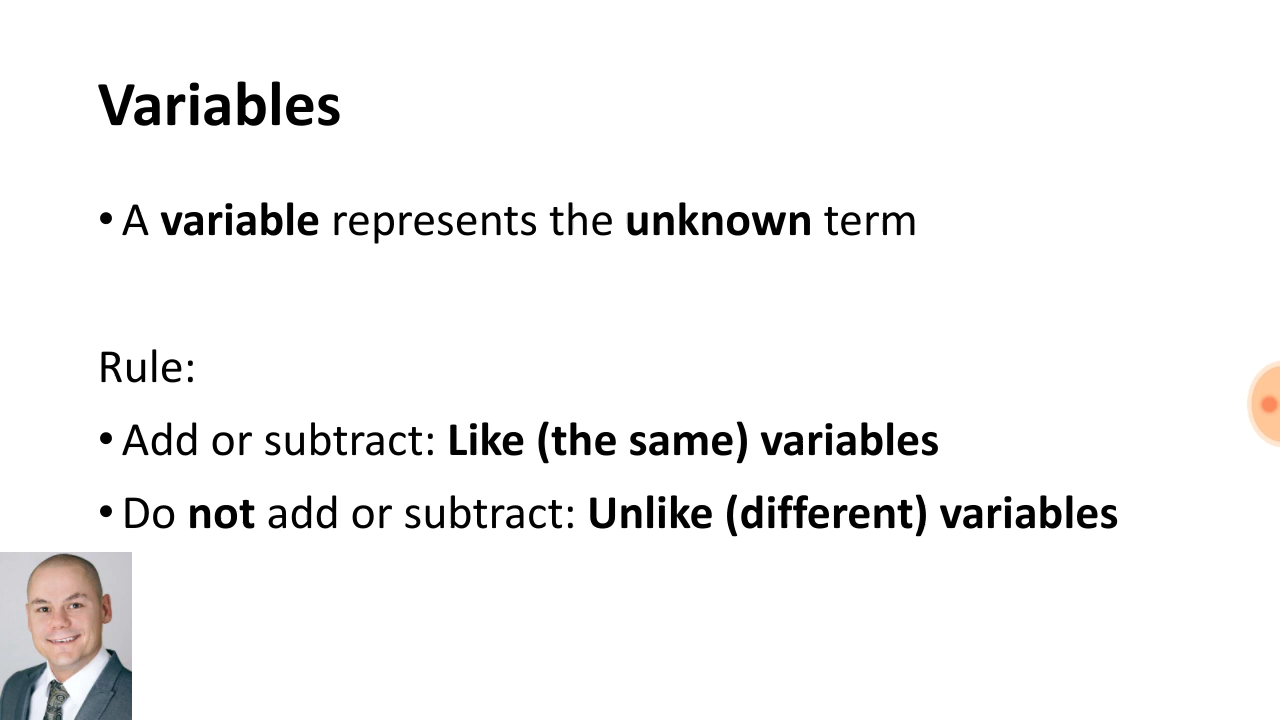 Variables
• A variable represents the unknown term
Rule:
• Add or subtract: Like (the same) variables
• Do not add or subtract: Unlike (different) variables